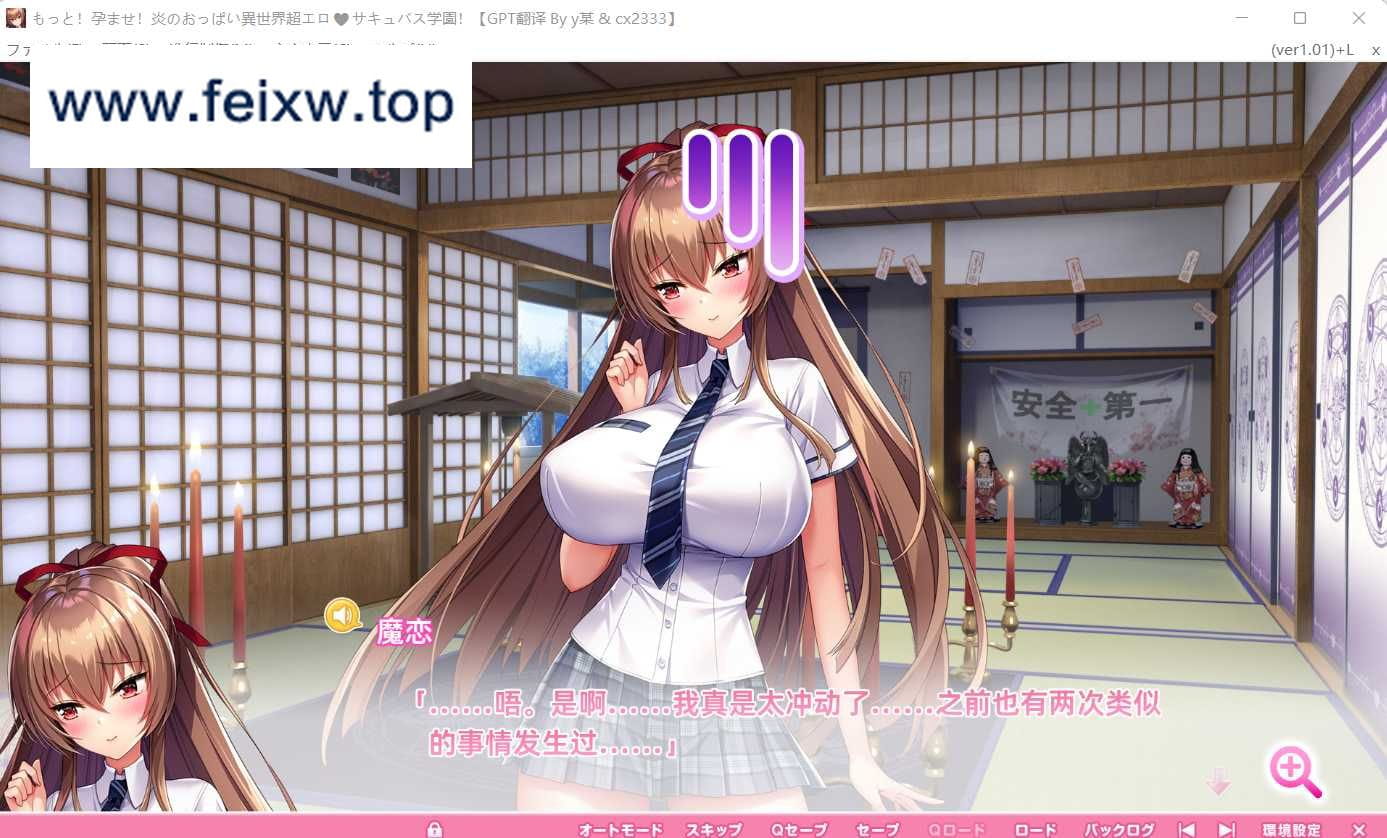 もっと！孕ませ！炎のおっぱい異世界超エロ♥サキュバス学園！【GPT翻译 By y某 & cx2333】
(ver1.01)+L x
www.feixw.top
安全+第一
魔恋
「……唔。是啊……我真是太冲动了……之前也有两次类似
的事情发生过……」
オートモード スキップ Qセーブ セーブ Qロード ロード バックログ 環境設定